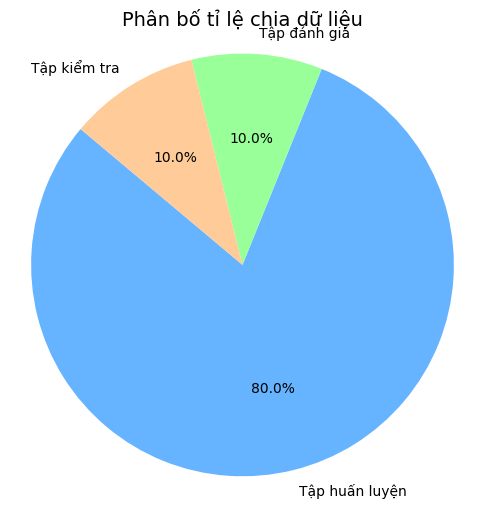 Phân bố tỉ lệ chia dữ liệu
Tập đánh giá
Tập kiểm tra
10.0%
10.0%
80.0%
Tập huấn luyện